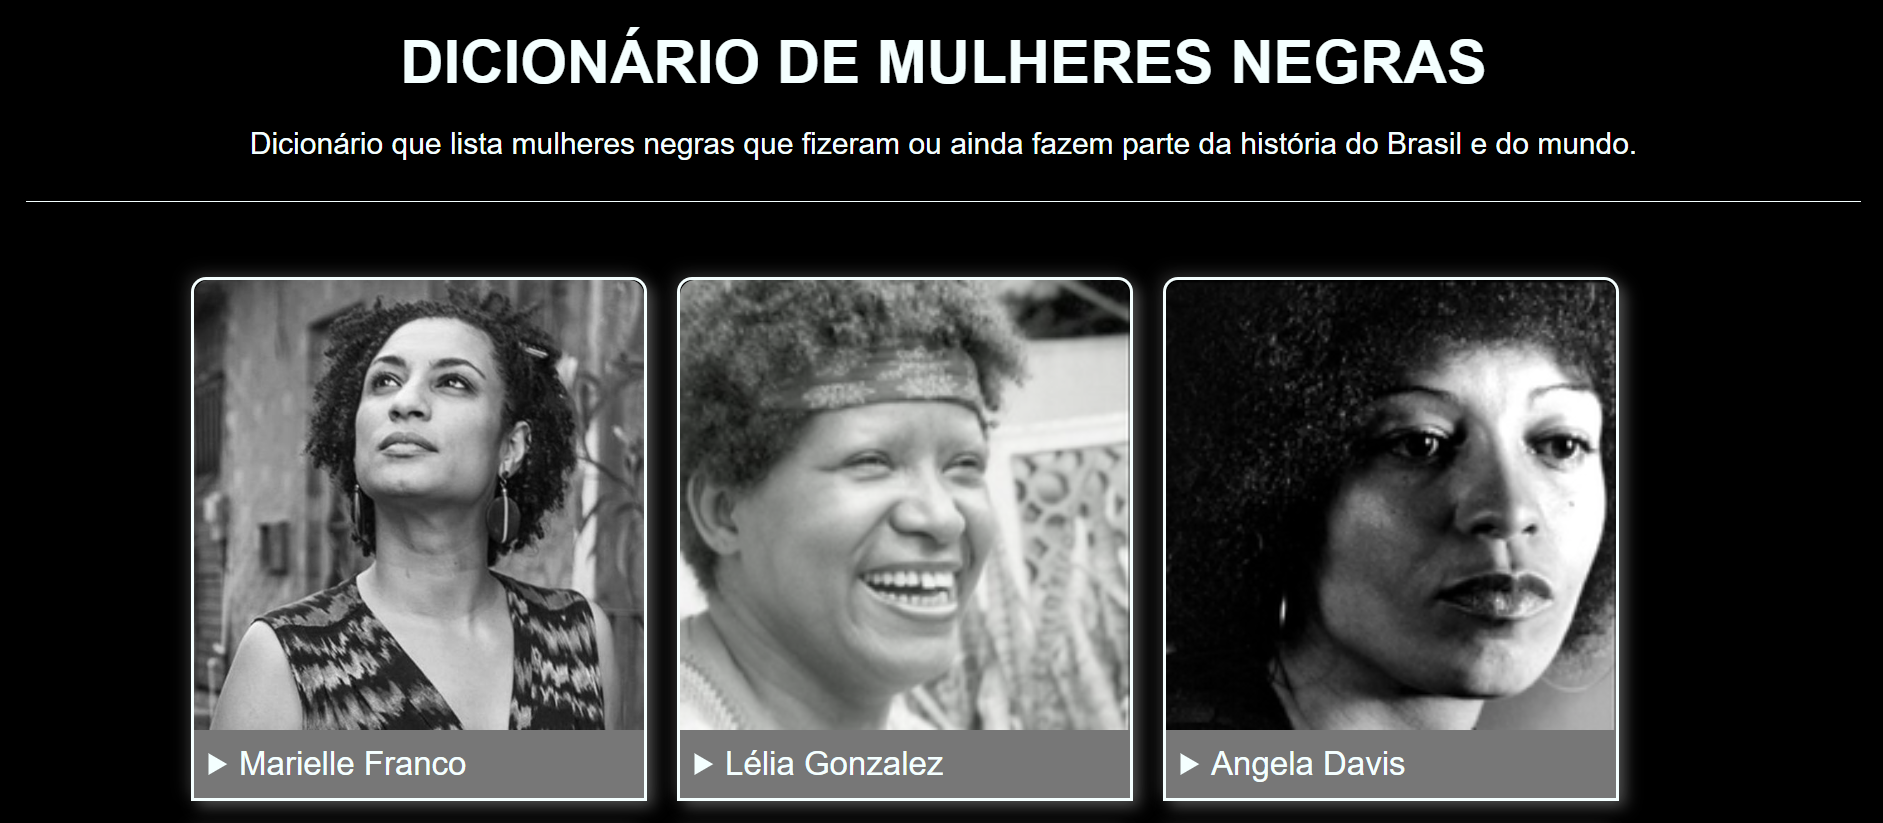 DICIONÁRIO DE MULHERES NEGRAS
Dicionário que lista mulheres negras que fizeram ou ainda fazem parte da história do Brasil e do mundo.
Marielle Franco
Lélia Gonzalez
Angela Davis